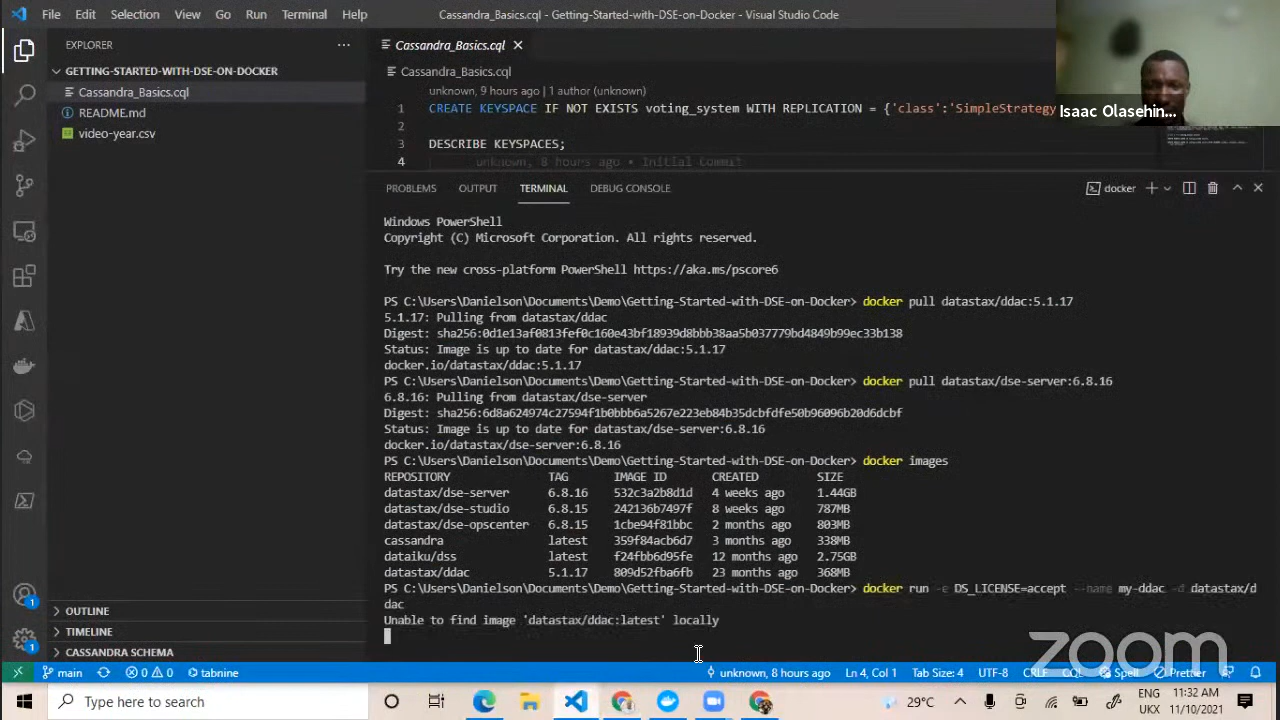 File Edit Selection View Go Run Terminal Help
Cassandra_Basics.cql - Getting-Started-with-DSE-on-Docker - Visual Studio Code
EXPLORER
GETTING-STARTED-WITH-DSE-ON-DOCKER
Cassandra_Basics.cql
README.md
video-year.csv
OUTLINE
TIMELINE
CASSANDRA SCHEMA
Cassandra_Basics.cql
Cassandra_Basics.cql
unknown, 9 hours ago | 1 author (unknown)
1 CREATE KEYSPACE IF NOT EXISTS voting_system WITH REPLICATION = {'class':'SimpleStrategy
2
3 DESCRIBE KEYSPACES;
4 unknown, 8 hours ago • Initial Commit
Isaac Olasehin...
PROBLEMS OUTPUT TERMINAL DEBUG CONSOLE
docker
Windows PowerShell
Copyright (C) Microsoft Corporation. All rights reserved.
Try the new cross-platform PowerShell https://aka.ms/pscore6
PS C:\Users\Danielson\Documents\Demo\Getting-Started-with-DSE-on-Docker> docker pull datastax/ddac:5.1.17
5.1.17: Pulling from datastax/ddac
Digest: sha256:0d1e13af0813fef0c160e43bf18939d8bbb38aa5b037779bd4849b99ec33b138
Status: Image is up to date for datastax/ddac:5.1.17
docker.io/datastax/ddac:5.1.17
PS C:\Users\Danielson\Documents\Demo\Getting-Started-with-DSE-on-Docker> docker pull datastax/dse-server:6.8.16
6.8.16: Pulling from datastax/dse-server
Digest: sha256:6d8a624974c27594f1b0bbb6a5267e223eb84b35dcbfdfe50b96096b20d6dcbf
Status: Image is up to date for datastax/dse-server:6.8.16
docker.io/datastax/dse-server:6.8.16
PS C:\Users\Danielson\Documents\Demo\Getting-Started-with-DSE-on-Docker> docker images
REPOSITORY TAG IMAGE ID CREATED SIZE
datastax/dse-server 6.8.16 532c3a2b8d1d 4 weeks ago 1.44GB
datastax/dse-studio 6.8.15 242136b7497f 8 weeks ago 787MB
datastax/dse-opscenter 6.8.15 1cbe94f81bbc 2 months ago 803MB
cassandra latest 359f84acb6d7 3 months ago 338MB
dataiku/dss latest f24fbb6d95fe 12 months ago 2.75GB
datastax/ddac 5.1.17 809d52fba6fb 23 months ago 368MB
PS C:\Users\Danielson\Documents\Demo\Getting-Started-with-DSE-on-Docker> docker run -e DS_LICENSE=accept --name my-ddac -d datastax/d
dac
Unable to find image 'datastax/ddac:latest' locally
zoom
1
1
main 0 0 tabnine unknown, 8 hours ago Ln 4, Col 1 Tab Size: 4 UTF-8 CRLF Spell Prettier
Type here to search
29°C
ENG
UKX
11:32 AM
11/10/2021